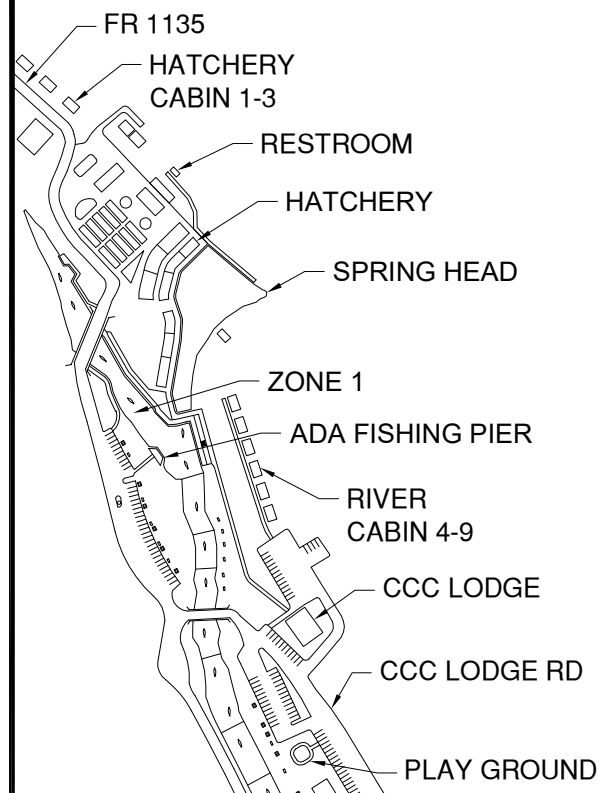 FR 1135
HATCHERY
CABIN 1-3
RESTROOM
HATCHERY
SPRING HEAD
ZONE 1
ADA FISHING PIER
RIVER
CABIN 4-9
CCC LODGE
CCC LODGE RD
PLAY GROUND